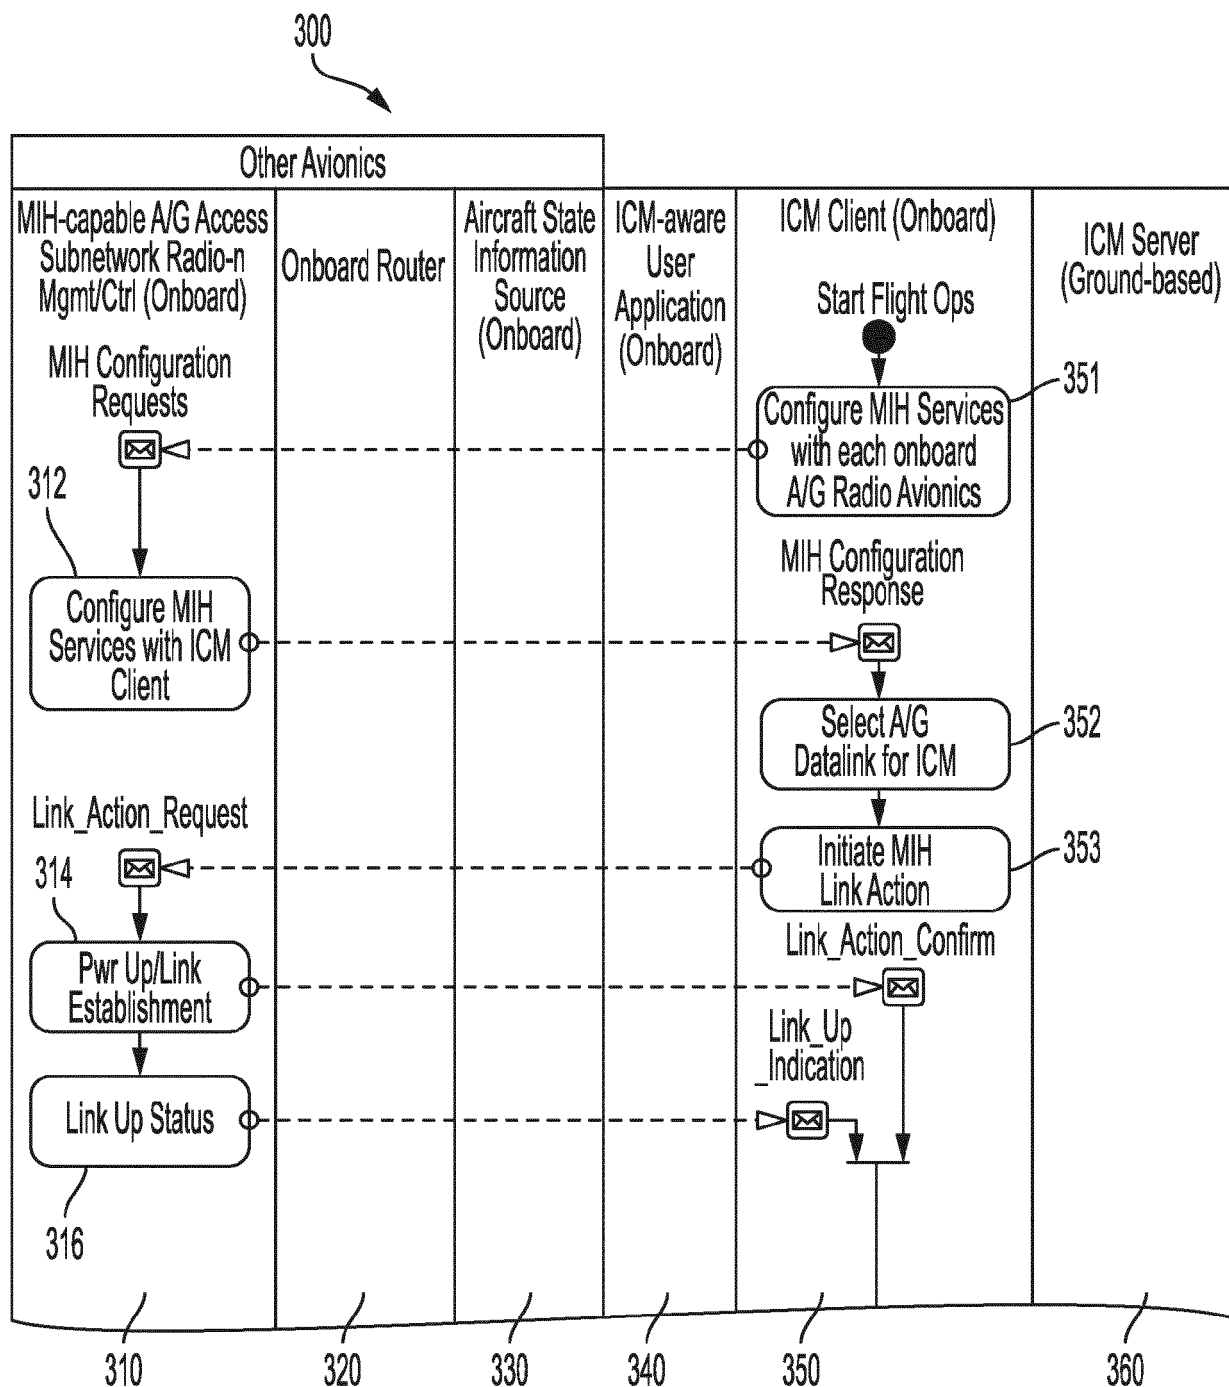 300
Other Avionics
MIH-capable A/G Access
Subnetwork Radio-n
Mgmt/Ctrl (Onboard)
Onboard Router
Aircraft State
Information
Source
(Onboard)
ICM-aware
User
Application
(Onboard)
ICM Client (Onboard)
ICM Server
(Ground-based)
Start Flight Ops
MIH Configuration
Requests
351
Configure MIH Services
with each onboard
A/G Radio Avionics
312
MIH Configuration
Response
Configure MIH
Services with ICM
Client
352
Select A/G
Datalink for ICM
Link_Action_Request
353
Initiate MIH
Link Action
314
Link_Action_Confirm
Pwr Up/Link
Establishment
Link_Up
_Indication
Link Up Status
316
310
320
330
340
350
360